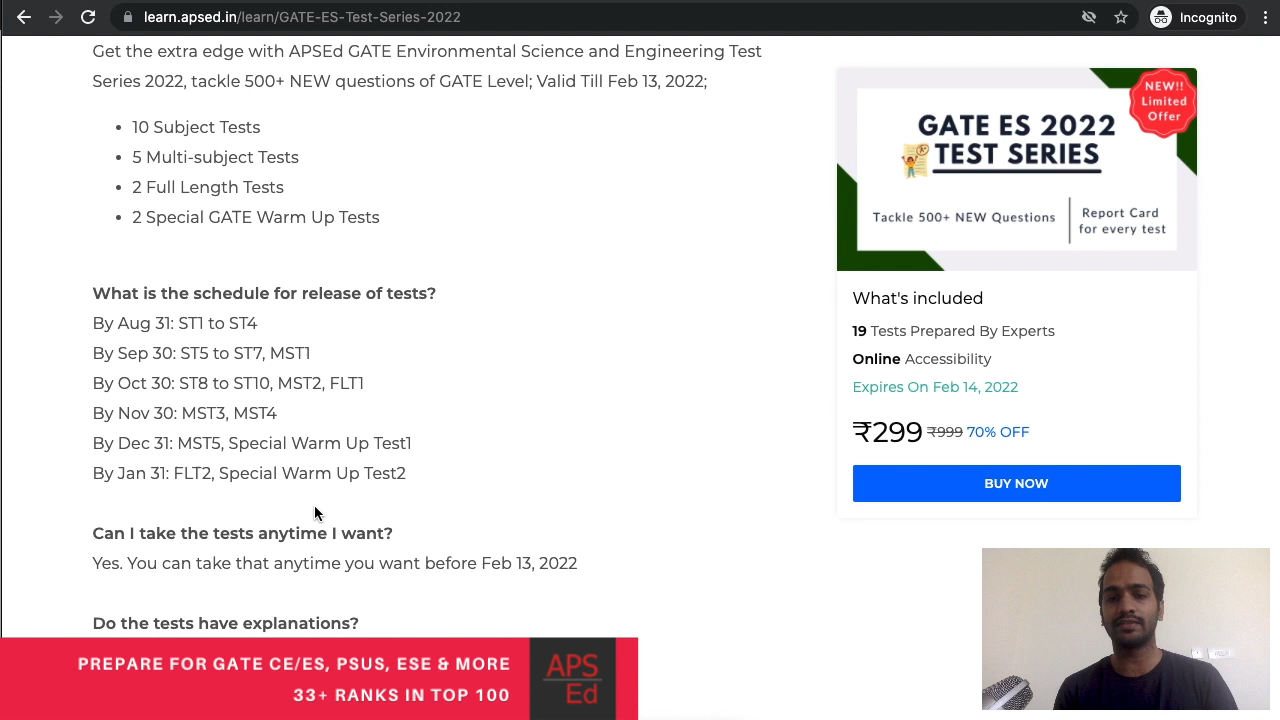 learn.apsed.in/learn/GATE-ES-Test-Series-2022
Incognito
Get the extra edge with APSEd GATE Environmental Science and Engineering Test
Series 2022, tackle 500+ NEW questions of GATE Level; Valid Till Feb 13, 2022;
• 10 Subject Tests
• 5 Multi-subject Tests
• 2 Full Length Tests
• 2 Special GATE Warm Up Tests
What is the schedule for release of tests?
By Aug 31: ST1 to ST4
By Sep 30: ST5 to ST7, MST1
By Oct 30: ST8 to ST10, MST2, FLT1
By Nov 30: MST3, MST4
By Dec 31: MST5, Special Warm Up Test1
By Jan 31: FLT2, Special Warm Up Test2
Can I take the tests anytime I want?
Yes. You can take that anytime you want before Feb 13, 2022
Do the tests have explanations?
NEW!!
Limited
Offer
GATE ES 2022
TEST SERIES
Tackle 500+ NEW Questions
Report Card
for every test
What's included
19 Tests Prepared By Experts
Online Accessibility
Expires On Feb 14, 2022
₹299 ₹999 70% OFF
BUY NOW
PREPARE FOR GATE CE/ES, PSUS, ESE & MORE
33+ RANKS IN TOP 100
APS
Ed